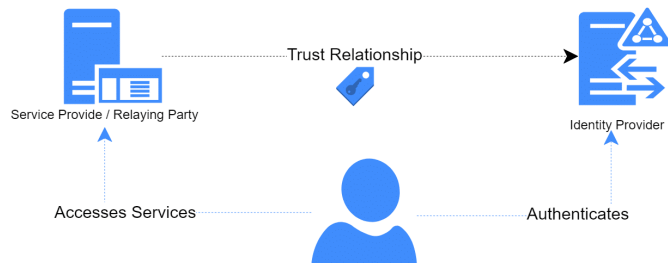 Trust Relationship
Service Provide / Relaying Party
Identity Provider
Accesses Services
Authenticates